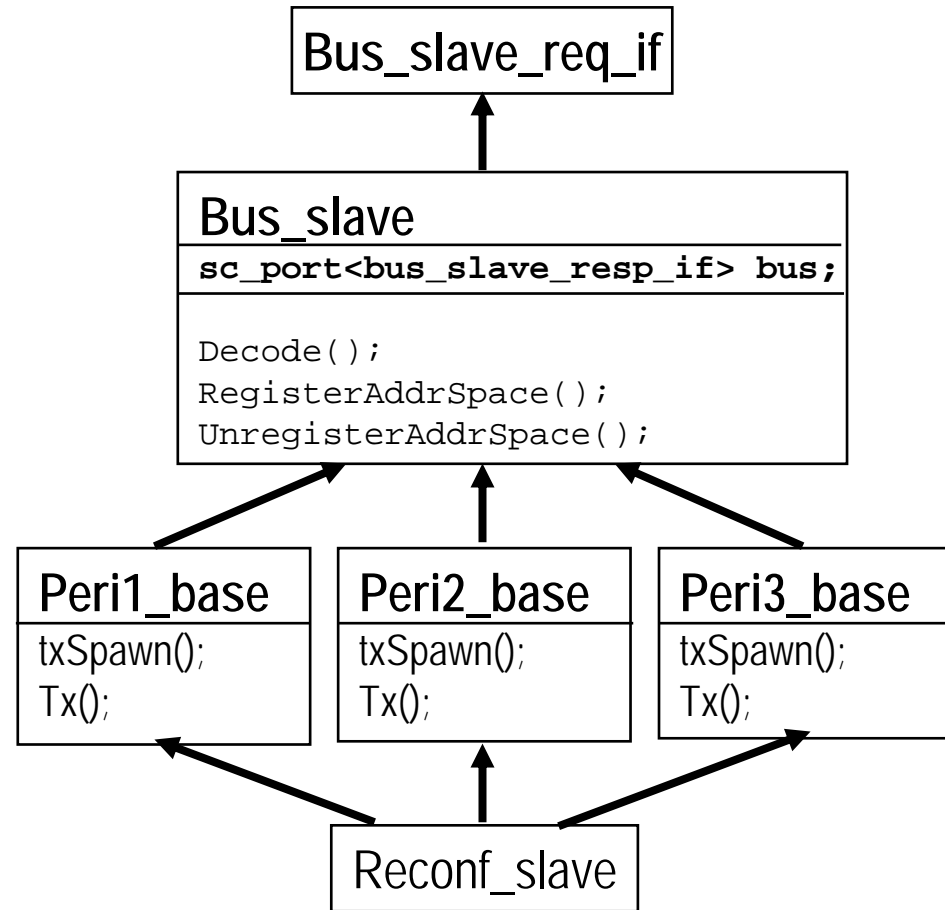 Bus_slave_req_if
Bus_slave
sc_port<bus_slave_resp_if> bus;
Decode();
RegisterAddrSpace();
UnregisterAddrSpace();
Peri1_base
txSpawn();
Tx();
Peri2_base
txSpawn();
Tx();
Peri3_base
txSpawn();
Tx();
Reconf_slave